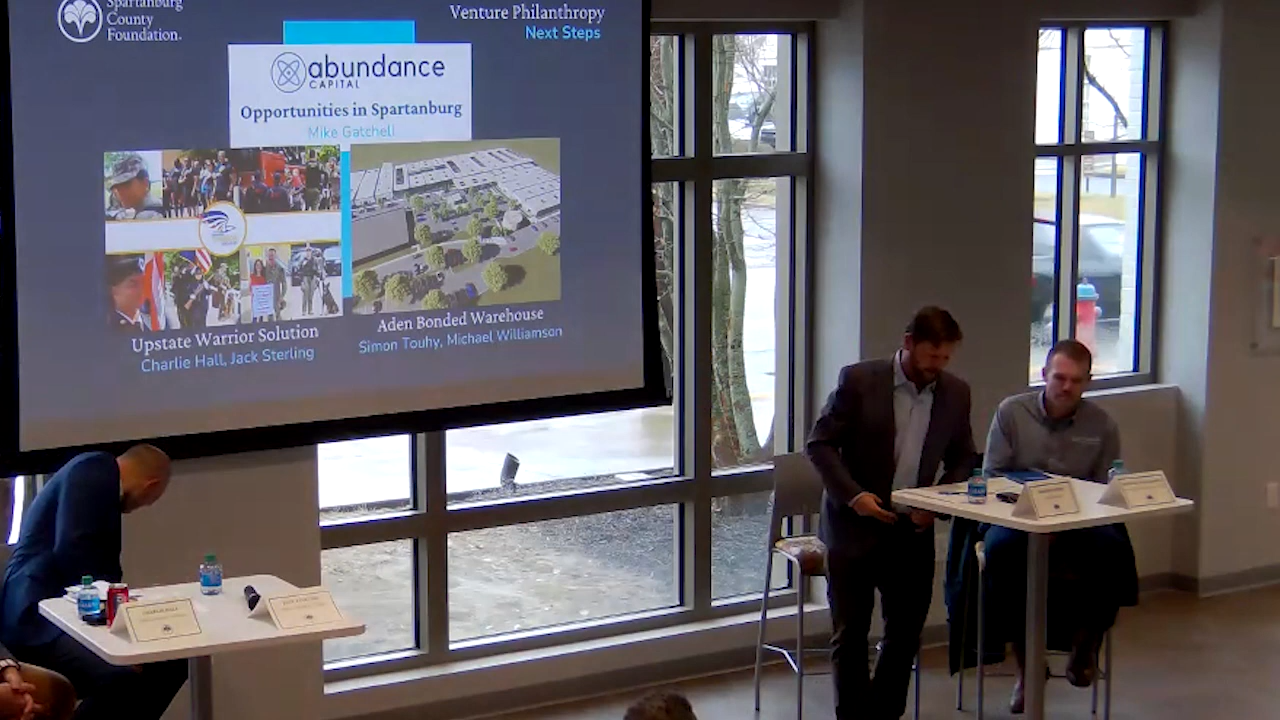 Spartanburg
County
Foundation.
Venture Philanthropy
Next Steps
abundance
CAPITAL
Opportunities in Spartanburg
Mike Gatchell
Upstate Warrior Solution
Charlie Hall, Jack Sterling
Aden Bonded Warehouse
Simon Touhy, Michael Williamson